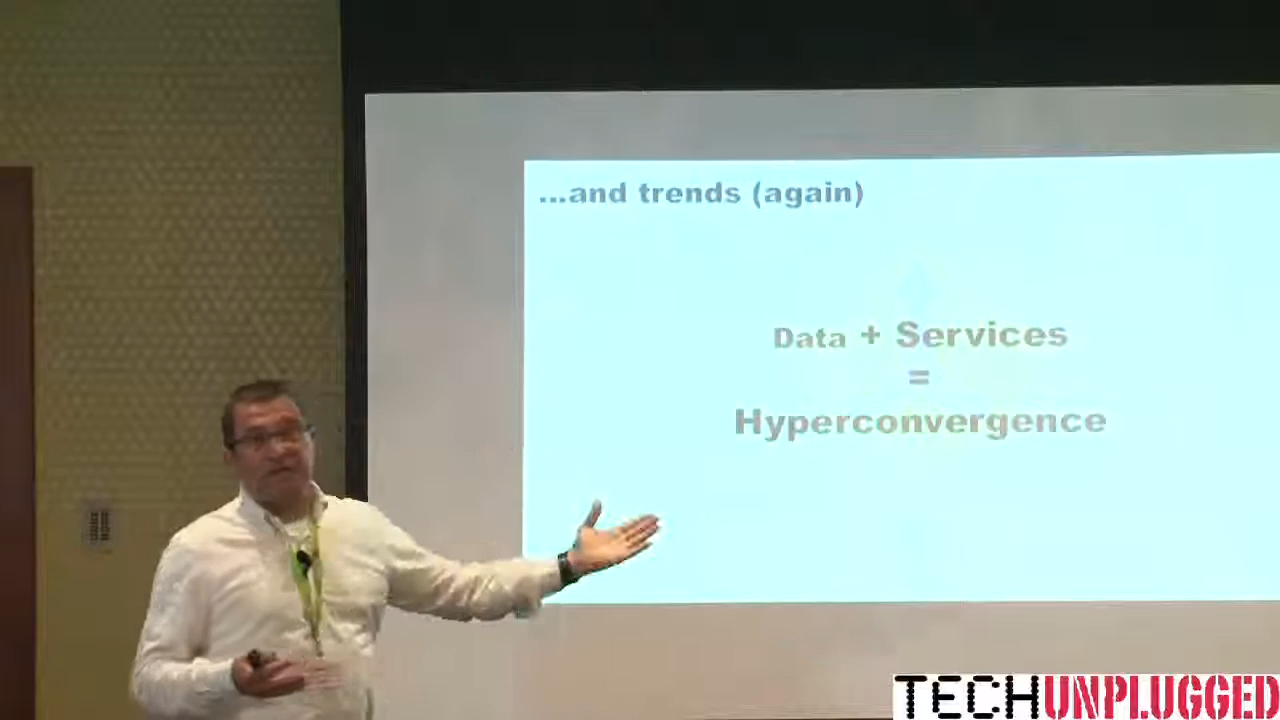 ...and trends (again)
Data + Services
=
Hyperconvergence
TECHUNPLUGGED